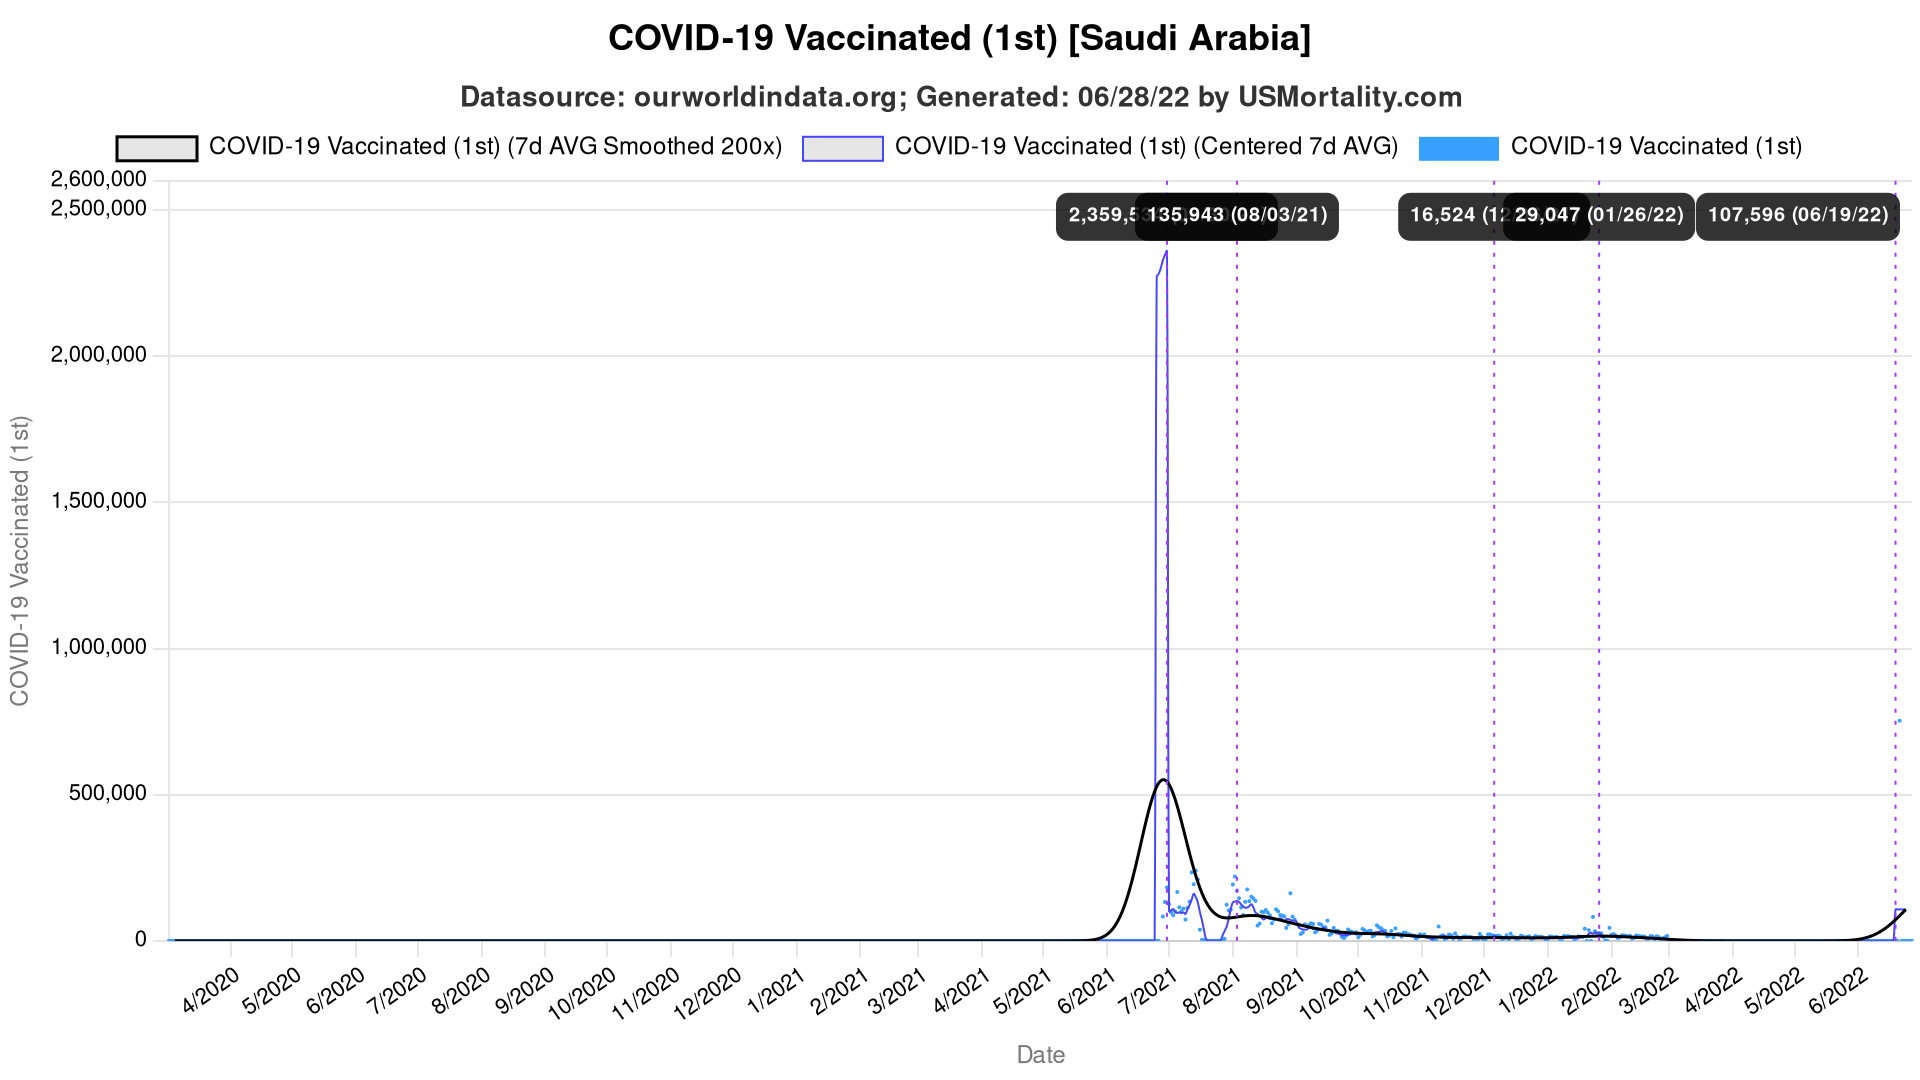 COVID-19 Vaccinated (1st) [Saudi Arabia]
Datasource: ourworldindata.org; Generated: 06/28/22 by USMortality.com
COVID-19 Vaccinated (1st) (7d AVG Smoothed 200x) COVID-19 Vaccinated (1st) (Centered 7d AVG) COVID-19 Vaccinated (1st)
2,600,000
2,500,000
135,943 (08/03/21) 16,524 29,047 (01/26/22) 107,596 (06/19/22)
2,000,000
1,500,000
1,000,000
500,000
0
COVID-19 Vaccinated (1st)
4/2020 5/2020 6/2020 7/2020 8/2020 9/2020 10/2020 11/2020 12/2020 1/2021 2/2021 3/2021 4/2021 5/2021 6/2021 7/2021 8/2021 9/2021 10/2021 11/2021 12/2021 1/2022 2/2022 3/2022 4/2022 5/2022 6/2022
Date